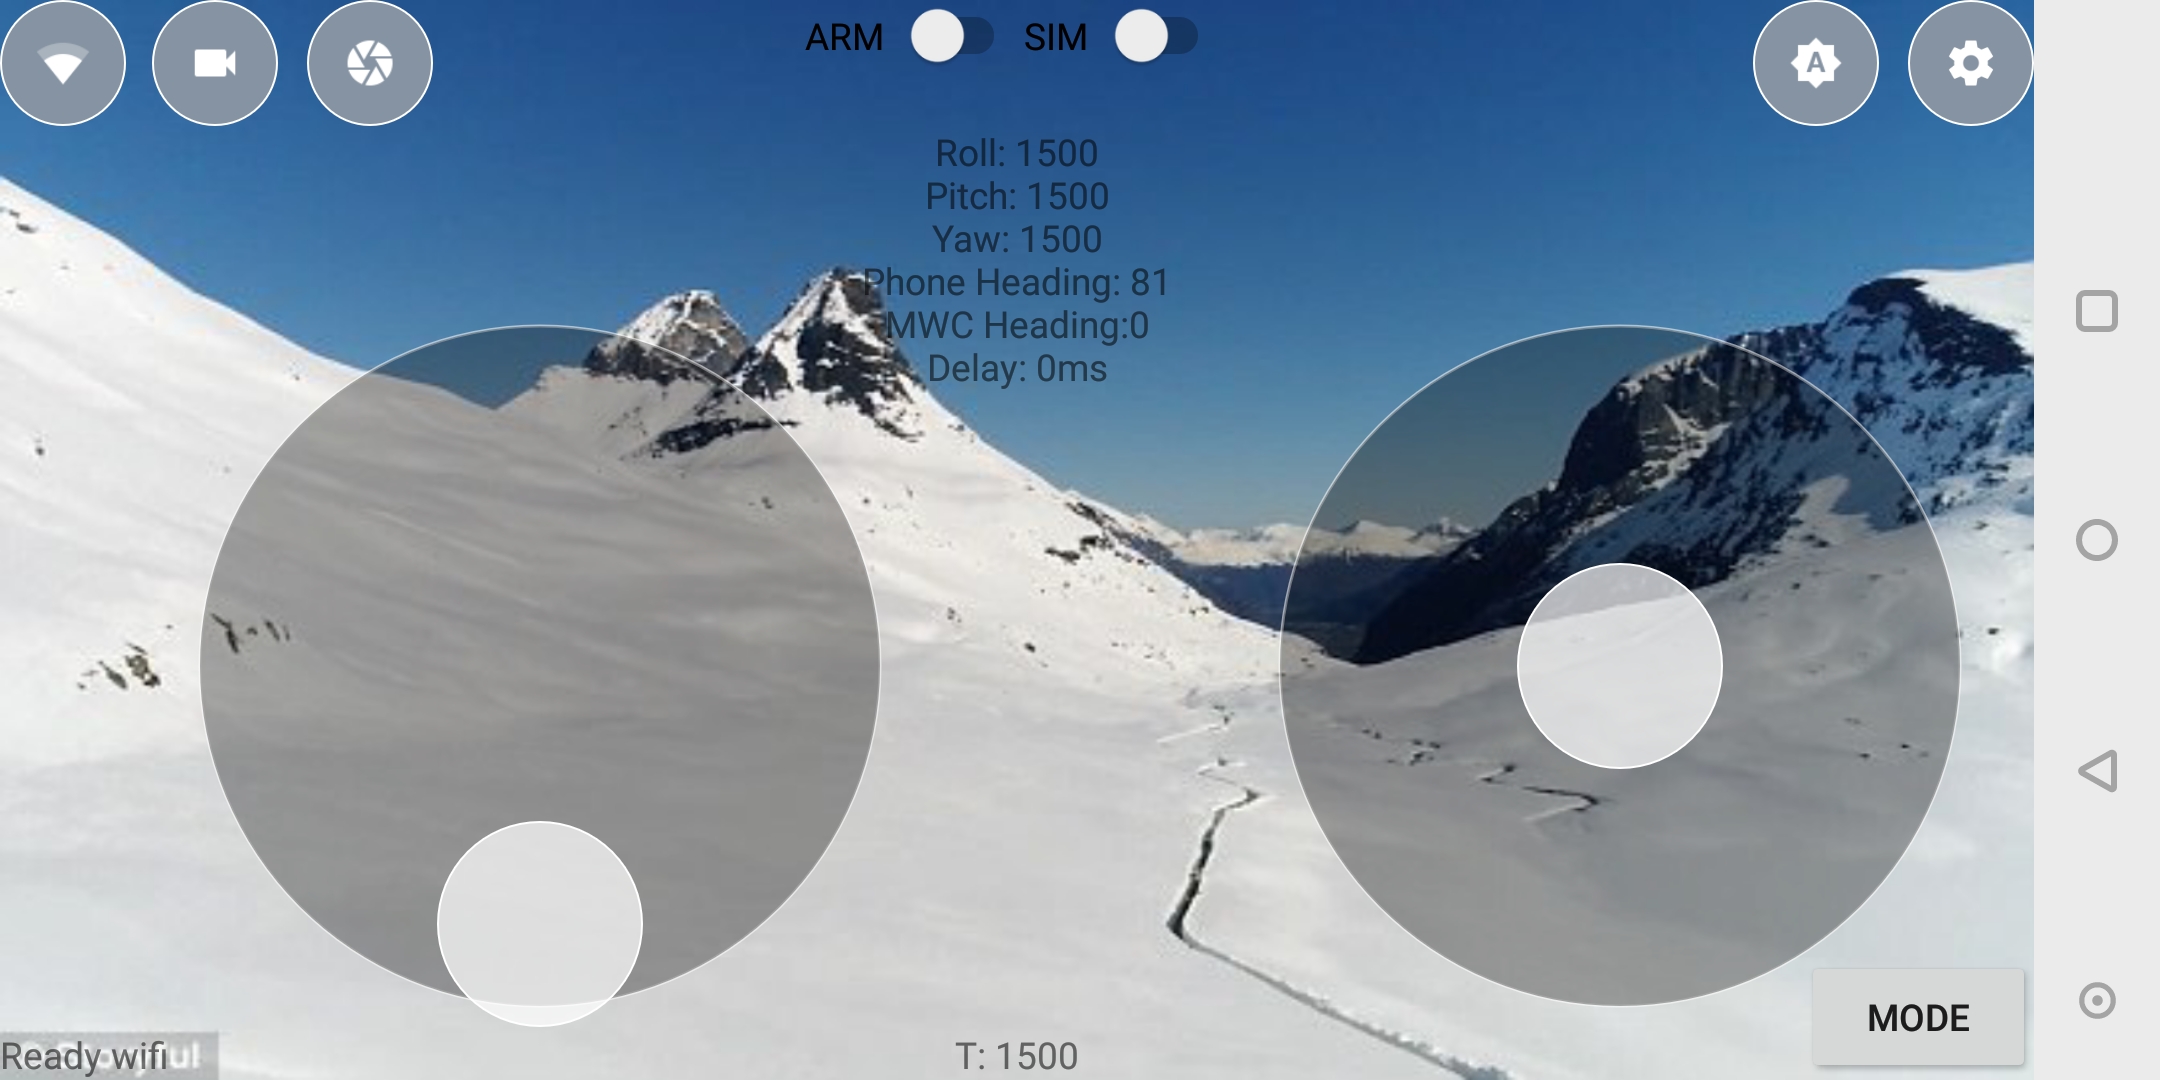 ARM SIM
A
Roll: 1500
Pitch: 1500
Yaw: 1500
Phone Heading: 81
MWC Heading:0
Delay: 0ms
MODE
Ready wifi
T: 1500